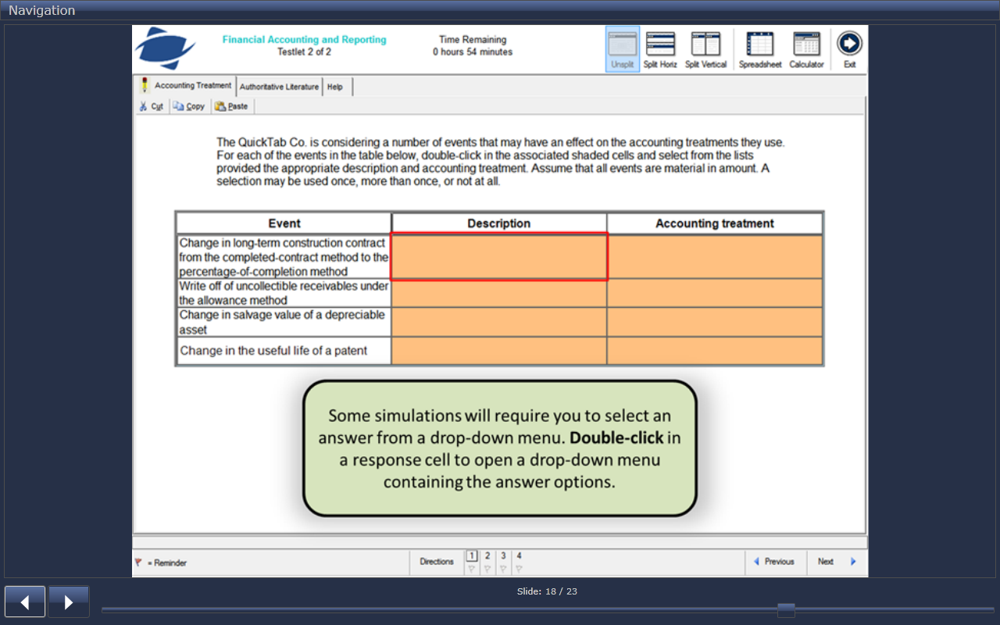 Navigation
Financial Accounting and Reporting
Testlet 2 of 2
Time Remaining
0 hours 54 minutes
Unsplit
Split Horiz
Split Vertical
Spreadsheet
Calculator
Exit
Accounting Treatment
Authoritative Literature
Help
Cut
Copy
Paste
The QuickTab Co. is considering a number of events that may have an effect on the accounting treatments they use.
For each of the events in the table below, double-click in the associated shaded cells and select from the lists
provided the appropriate description and accounting treatment. Assume that all events are material in amount. A
selection may be used once, more than once, or not at all.
Event
Description
Accounting treatment
Change in long-term construction contract
from the completed-contract method to the
percentage-of-completion method
Write off of uncollectible receivables under
the allowance method
Change in salvage value of a depreciable
asset
Change in the useful life of a patent
Some simulations will require you to select an
answer from a drop-down menu. Double-click in
a response cell to open a drop-down menu
containing the answer options.
= Reminder
Directions
1 2 3 4
Previous
Next
Slide: 18 / 23